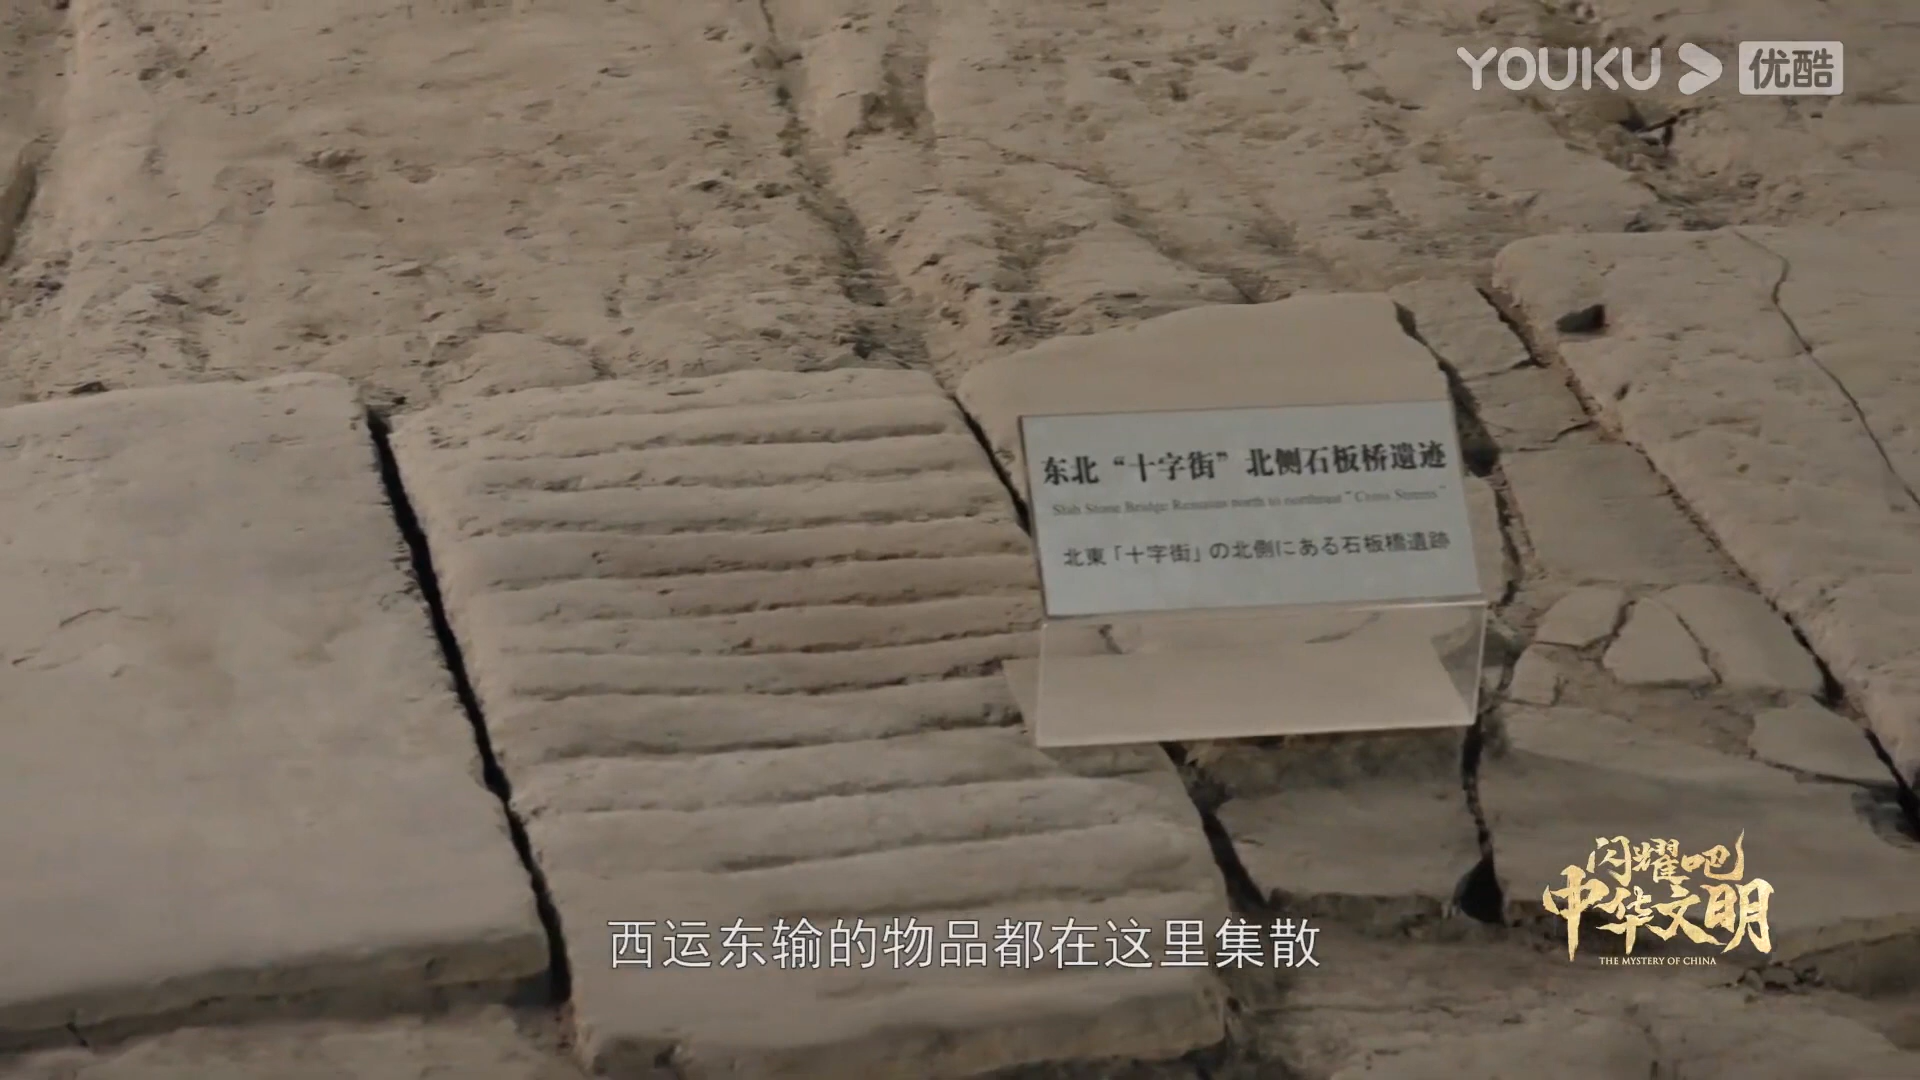 YOUKU 优酷
东北“十字街”北侧石板桥遗迹
Slab Stone Bridge Remains north to northeast “Cross Streets”
北東「十字街」の北側にある石板橋遺跡
闪耀吧
中华文明
THE MYSTERY OF CHINA
西运东输的物品都在这里集散